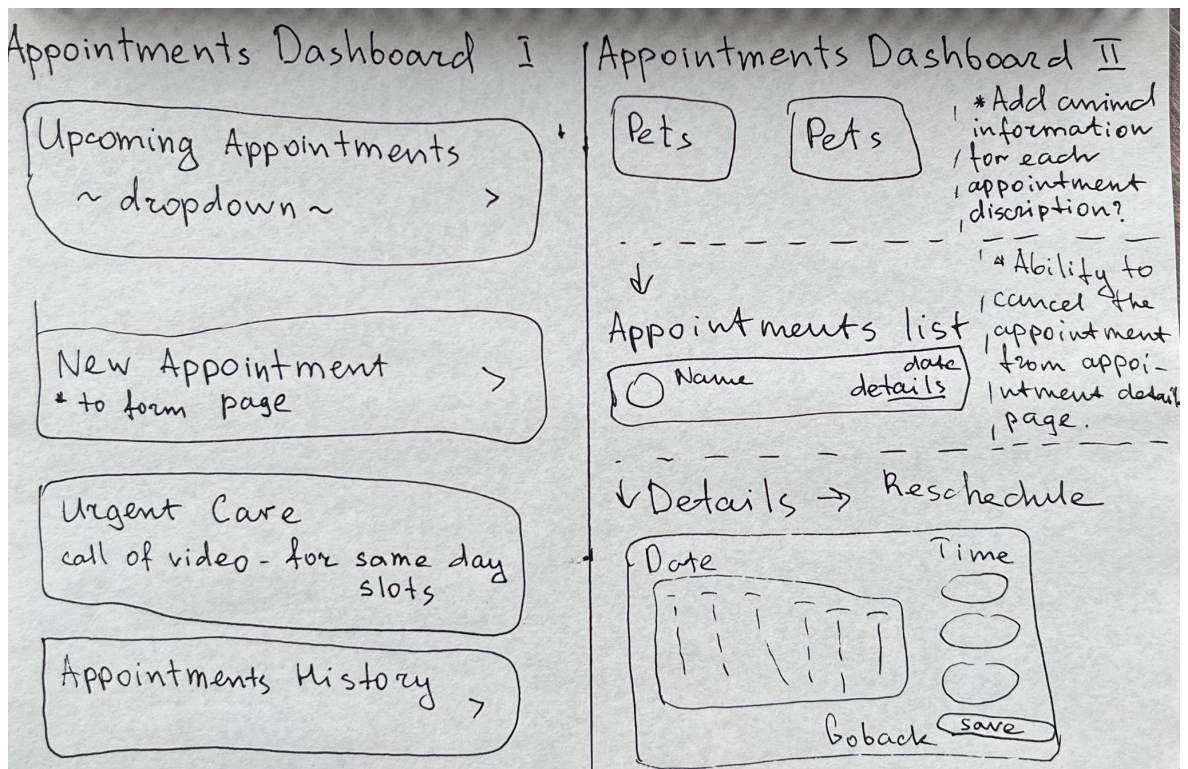 Appointments Dashboard I
Upcoming Appointments
~ dropdown ~ >
New Appointment >
* to form page
Urgent Care
call of video - for same day
slots
Appointments History >
Appointments Dashboard II
Pets
Pets
* Add animal
information
for each
appointment
discription?
* Ability to
cancel the
appointment
from appoi-
ntment detail
page.
↓
Appointments list
Name
date
details
↓ Details → Reschedule
Date
Time
Goback
save